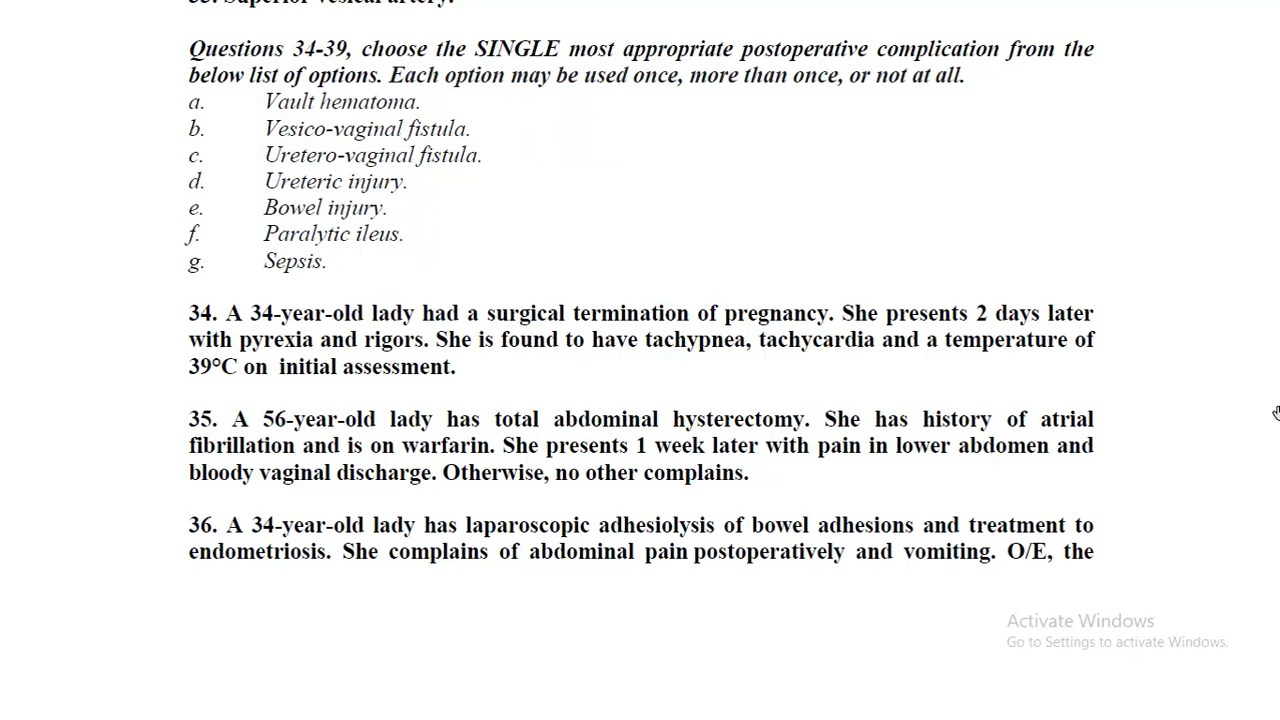 33. Superior vesical artery.
Questions 34-39, choose the SINGLE most appropriate postoperative complication from the
below list of options. Each option may be used once, more than once, or not at all.
a. Vault hematoma.
b. Vesico-vaginal fistula.
c. Uretero-vaginal fistula.
d. Ureteric injury.
e. Bowel injury.
f. Paralytic ileus.
g. Sepsis.
34. A 34-year-old lady had a surgical termination of pregnancy. She presents 2 days later
with pyrexia and rigors. She is found to have tachypnea, tachycardia and a temperature of
39°C on initial assessment.
35. A 56-year-old lady has total abdominal hysterectomy. She has history of atrial
fibrillation and is on warfarin. She presents 1 week later with pain in lower abdomen and
bloody vaginal discharge. Otherwise, no other complains.
36. A 34-year-old lady has laparoscopic adhesiolysis of bowel adhesions and treatment to
endometriosis. She complains of abdominal pain postoperatively and vomiting. O/E, the
Activate Windows
Go to Settings to activate Windows.